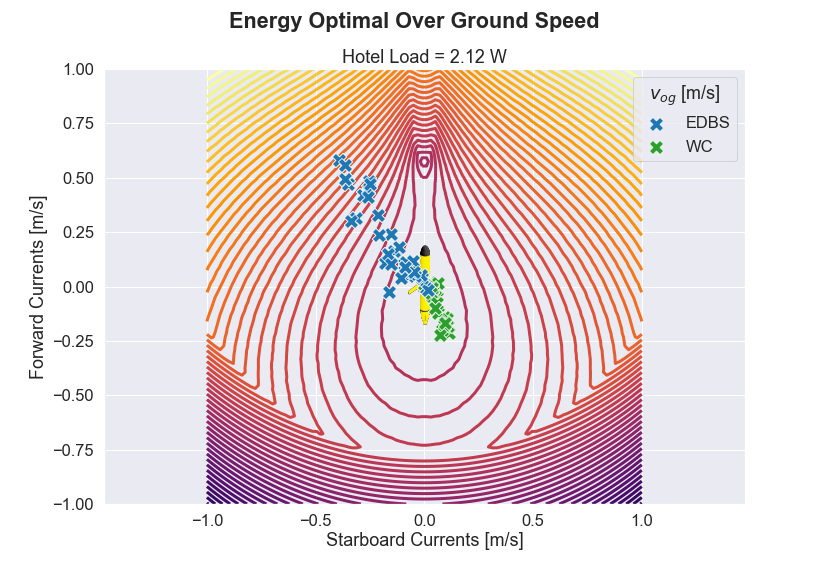 Energy Optimal Over Ground Speed
Hotel Load = 2.12 W
v_og [m/s]
EDBS
WC
1.00
0.75
0.50
0.25
0.00
−0.25
−0.50
−0.75
−1.00
Forward Currents [m/s]
−1.0 −0.5 0.0 0.5 1.0
Starboard Currents [m/s]